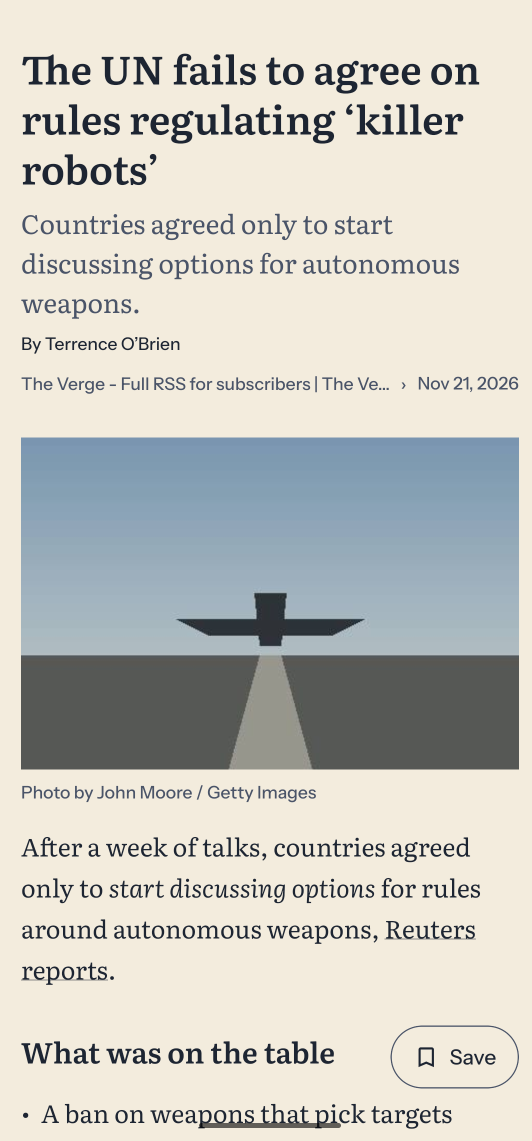 The UN fails to agree on
rules regulating ‘killer
robots’
Countries agreed only to start
discussing options for autonomous
weapons.
By Terrence O’Brien
The Verge - Full RSS for subscribers | The Ve... › Nov 21, 2026
Photo by John Moore / Getty Images
After a week of talks, countries agreed
only to start discussing options for rules
around autonomous weapons, Reuters
reports.
What was on the table
Save
• A ban on weapons that pick targets